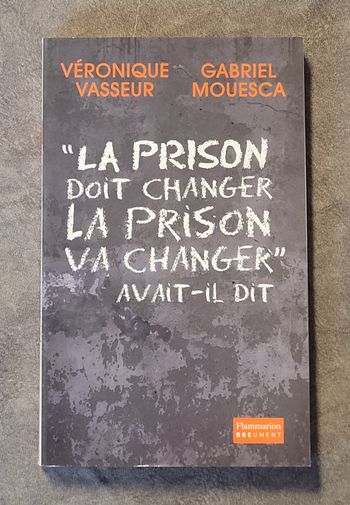 VÉRONIQUE GABRIEL
VASSEUR MOUESCA
"LA PRISON
DOIT CHANGER
LA PRISON
VA CHANGER"
AVAIT-IL DIT
Flammarion
DOCUMENT